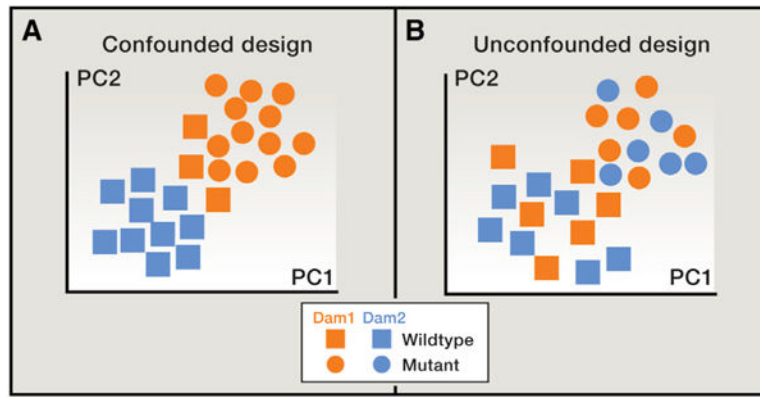 A
Confounded design
PC2
PC1
B
Unconfounded design
PC2
PC1
Dam1 Dam2
Wildtype
Mutant